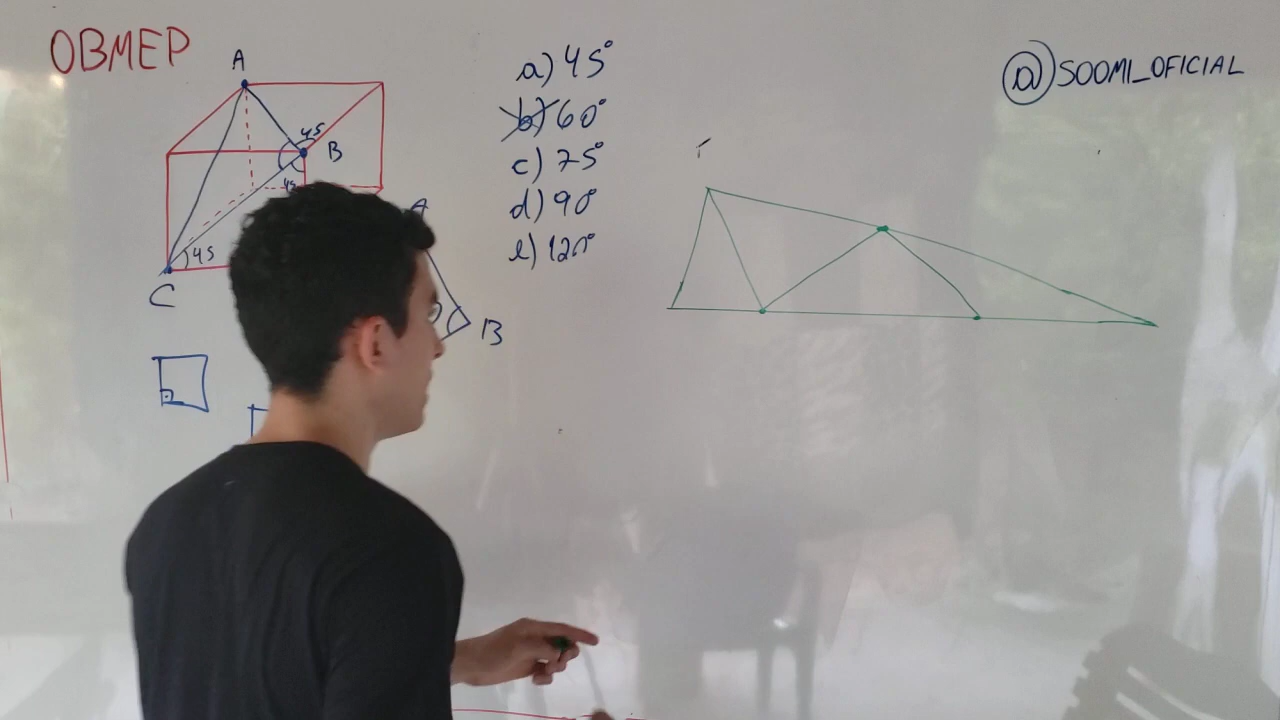 OBMEP
A
45
B
45
45
C
a) 45°
b) 60°
c) 75°
d) 90°
e) 120°
A
B
@SOOMI_OFICIAL